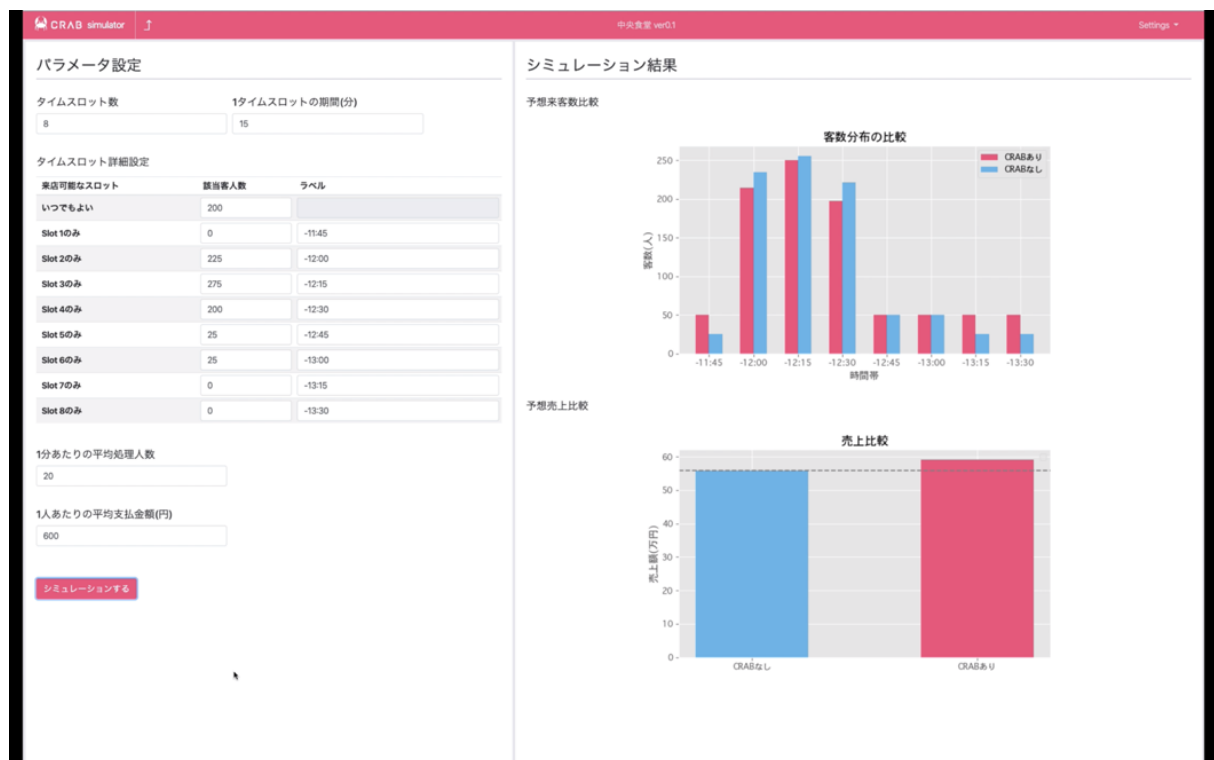 CRAB simulator
中央食堂 ver0.1
Settings
パラメータ設定
タイムスロット数 1タイムスロットの期間(分)
8 15
タイムスロット詳細設定
来店可能なスロット 該当客人数 ラベル
いつでもよい 200
Slot 1のみ 0 -11:45
Slot 2のみ 225 -12:00
Slot 3のみ 275 -12:15
Slot 4のみ 200 -12:30
Slot 5のみ 25 -12:45
Slot 6のみ 25 -13:00
Slot 7のみ 0 -13:15
Slot 8のみ 0 -13:30
1分あたりの平均処理人数
20
1人あたりの平均支払金額(円)
600
シミュレーションする
シミュレーション結果
予想来客数比較
客数分布の比較
CRABあり
CRABなし
250
200
150
100
50
0
客数(人)
-11:45 -12:00 -12:15 -12:30 -12:45 -13:00 -13:15 -13:30
時間帯
予想売上比較
売上比較
60
50
40
30
20
10
0
売上額(万円)
CRABなし CRABあり